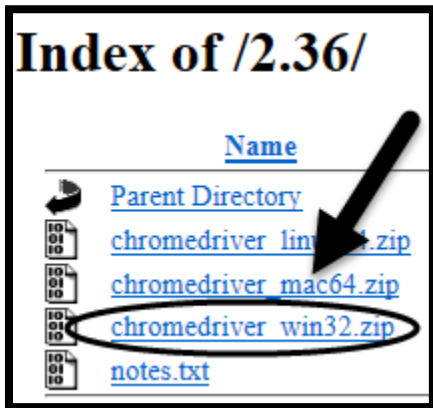 Index of /2.36/
Name
Parent Directory
chromedriver_mac64.zip
chromedriver_win32.zip
notes.txt